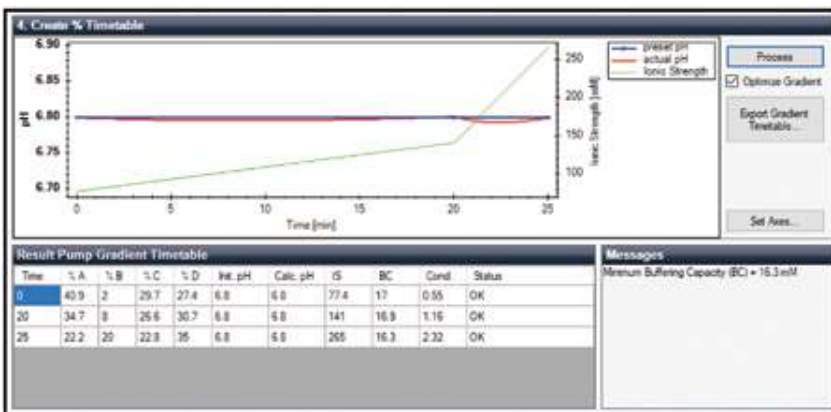 4. Create % Timetable
6.90
6.85
6.80
6.75
6.70
pH
0
5
10
15
20
25
Time [min]
250
200
150
100
Ionic Strength [mM]
preset pH
actual pH
Ionic Strength
Process
Optimize Gradient
Export Gradient
Timetable...
Set Axes...
Result Pump Gradient Timetable
Time % A % B % C % D Init. pH Calc. pH IS BC Cond Status
0 40.9 2 29.7 27.4 6.8 6.8 77.4 17 0.55 OK
20 34.7 8 26.6 30.7 6.8 6.8 141 16.9 1.16 OK
25 22.2 20 22.8 35 6.8 6.8 265 16.3 2.32 OK
Messages
Minimum Buffering Capacity (BC) = 16.3 mM